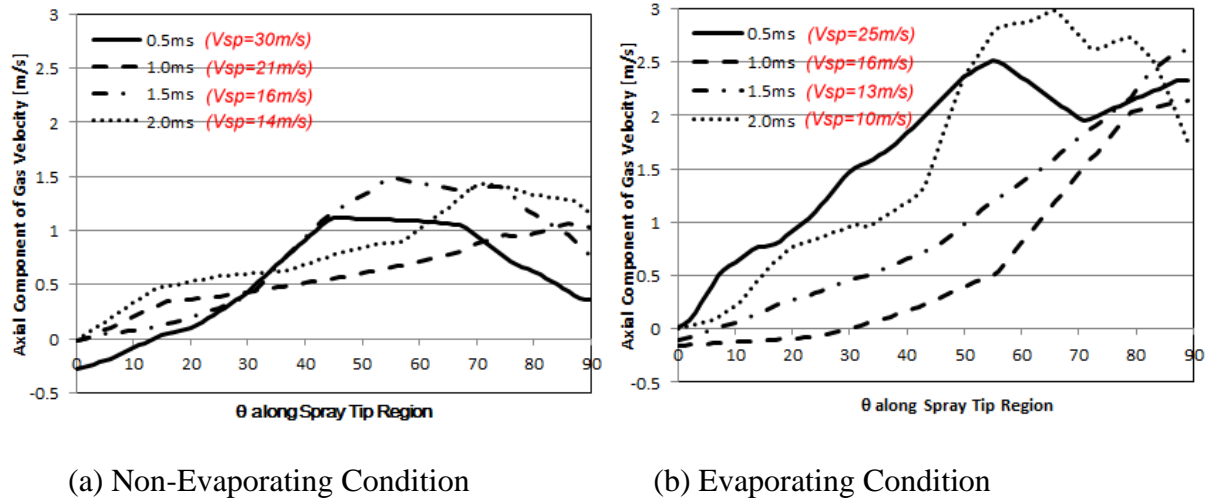 3
2.5
2
1.5
1
0.5
0
-0.5
Axial Component of Gas Velocity [m/s]
0.5ms (Vsp=30m/s)
1.0ms (Vsp=21m/s)
1.5ms (Vsp=16m/s)
2.0ms (Vsp=14m/s)
0 10 20 30 40 50 60 70 80 90
θ along Spray Tip Region
3
2.5
2
1.5
1
0.5
0
-0.5
Axial Component of Gas Velocity [m/s]
0.5ms (Vsp=25m/s)
1.0ms (Vsp=16m/s)
1.5ms (Vsp=13m/s)
2.0ms (Vsp=10m/s)
0 10 20 30 40 50 60 70 80 90
θ along Spray Tip Region
(a) Non-Evaporating Condition
(b) Evaporating Condition